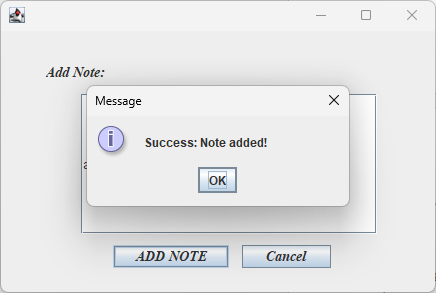 Add Note:
Message
Success: Note added!
OK
ADD NOTE
Cancel